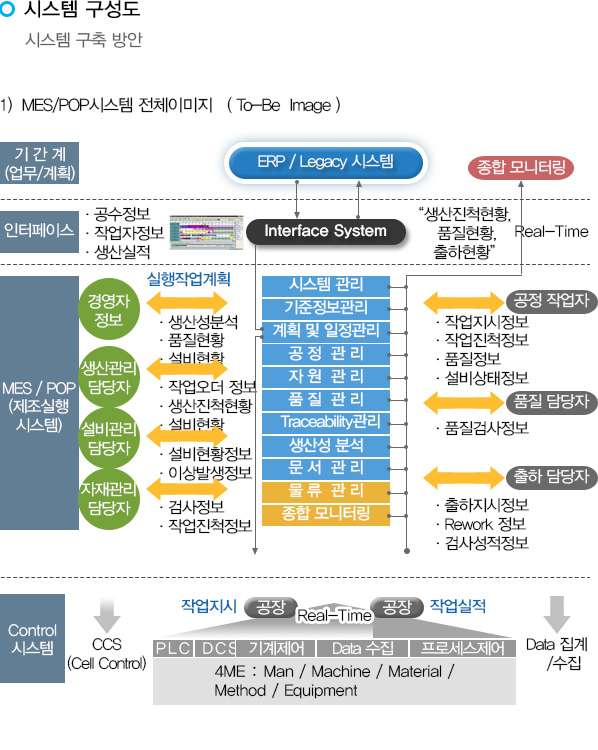 시스템 구성도
시스템 구축 방안
1) MES/POP시스템 전체이미지 ( To-Be Image )
기 간 계
(업무/계획)
ERP / Legacy 시스템
종합 모니터링
인터페이스
· 공수정보
· 작업자정보
· 생산실적
Interface System
“생산진척현황,
품질현황,
출하현황”
Real-Time
MES / POP
(제조실행
시스템)
경영자
정보
생산관리
담당자
설비관리
담당자
자재관리
담당자
실행작업계획
· 생산성분석
· 품질현황
· 설비현황
· 작업오더 정보
· 생산진척현황
· 설비현황
· 설비현황정보
· 이상발생정보
· 검사정보
· 작업진척정보
시스템 관리
기준정보관리
계획 및 일정관리
공 정 관 리
자 원 관 리
품 질 관 리
Traceability관리
생산성 분석
문 서 관 리
물 류 관 리
종합 모니터링
공정 작업자
· 작업지시정보
· 작업진척정보
· 품질정보
· 설비상태정보
품질 담당자
· 품질검사정보
출하 담당자
· 출하지시정보
· Rework 정보
· 검사성적정보
Control
시스템
CCS
(Cell Control)
작업지시
공장
Real-Time
공장
작업실적
PLC
DCS
기계제어
Data 수집
프로세스제어
4ME : Man / Machine / Material /
Method / Equipment
Data 집계
/수집